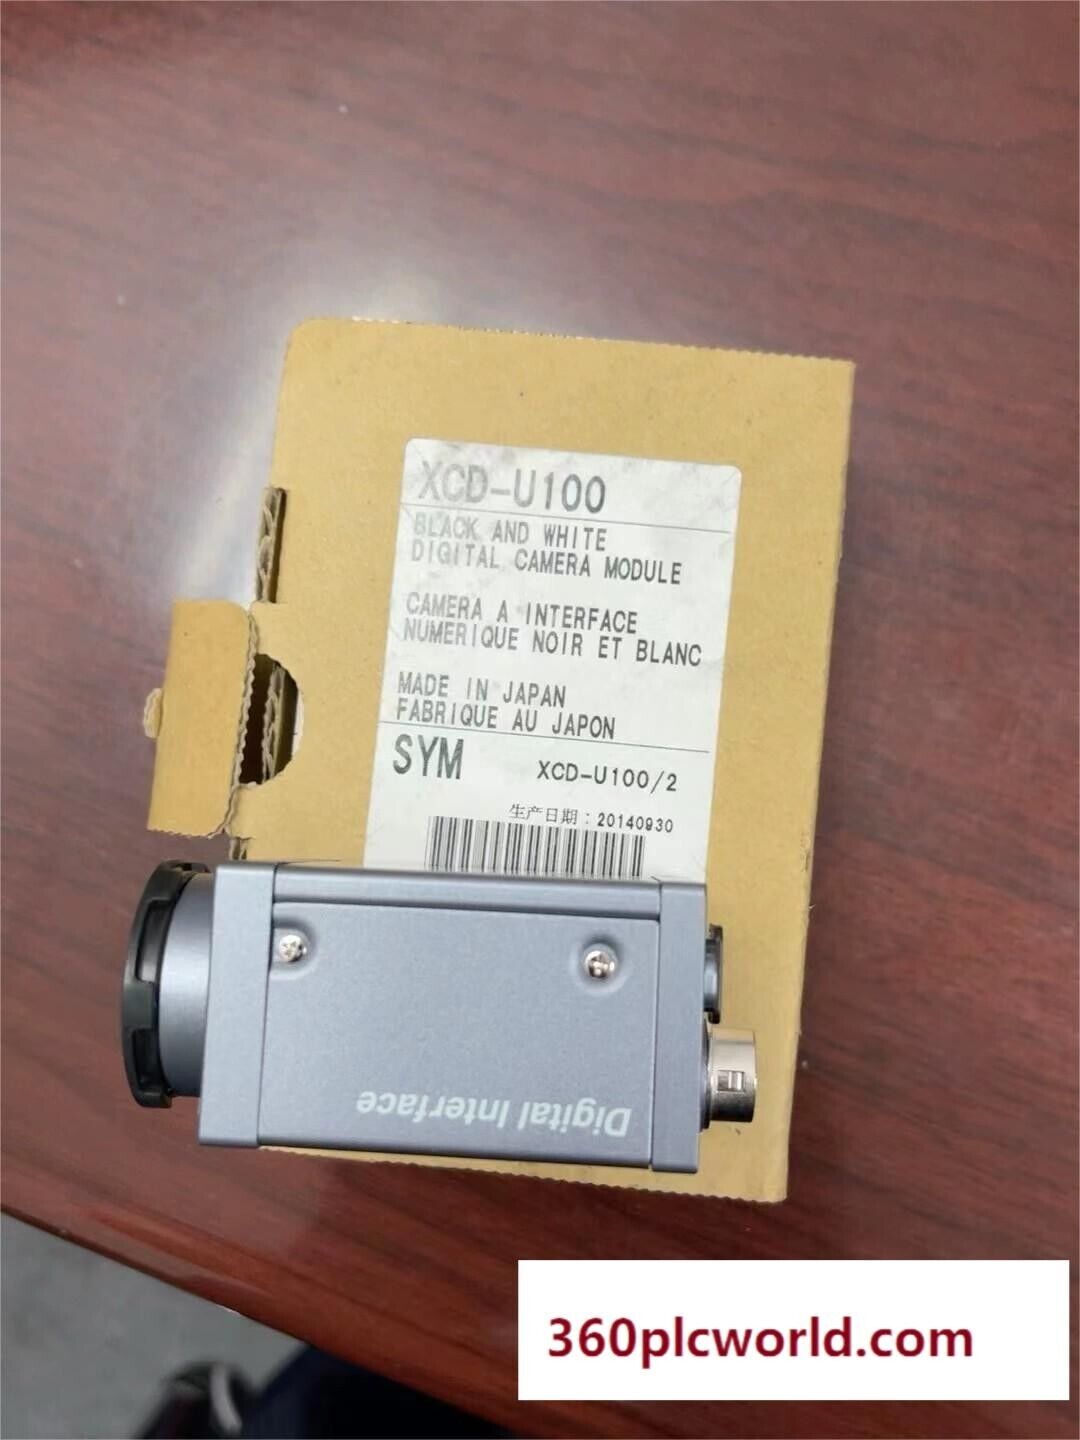 XCD-U100
BLACK AND WHITE
DIGITAL CAMERA MODULE
CAMERA A INTERFACE
NUMERIQUE NOIR ET BLANC
MADE IN JAPAN
FABRIQUE AU JAPON
SYM XCD-U100/2
生产日期:20140930
Digital Interface
360plcworld.com